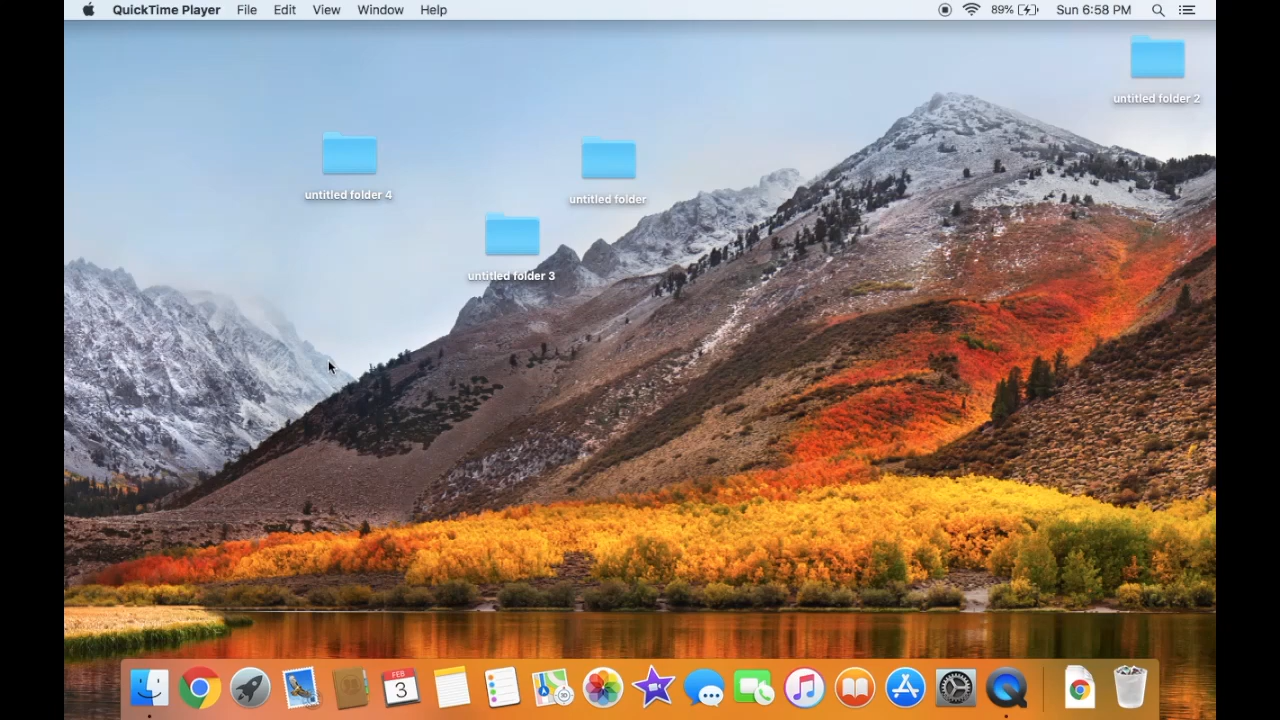 QuickTime Player File Edit View Window Help 89% Sun 6:58 PM
untitled folder 2
untitled folder 4
untitled folder
untitled folder 3
FEB
3
3D